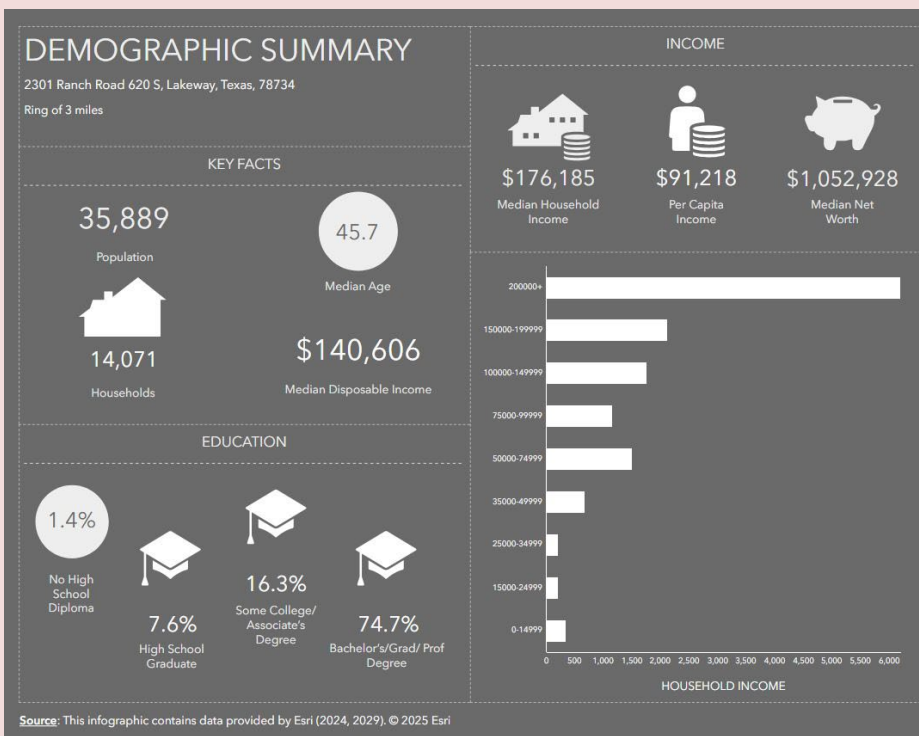 DEMOGRAPHIC SUMMARY
2301 Ranch Road 620 S, Lakeway, Texas, 78734
Ring of 3 miles
KEY FACTS
35,889
Population
45.7
Median Age
14,071
Households
$140,606
Median Disposable Income
EDUCATION
1.4%
No High
School
Diploma
7.6%
High School
Graduate
16.3%
Some College/
Associate's
Degree
74.7%
Bachelor's/Grad/ Prof
Degree
INCOME
$176,185
Median Household
Income
$91,218
Per Capita
Income
$1,052,928
Median Net
Worth
200000+
150000-199999
100000-149999
75000-99999
50000-74999
35000-49999
25000-34999
15000-24999
0-14999
0 500 1,000 1,500 2,000 2,500 3,000 3,500 4,000 4,500 5,000 5,500 6,000
HOUSEHOLD INCOME
Source: This infographic contains data provided by Esri (2024, 2029). © 2025 Esri